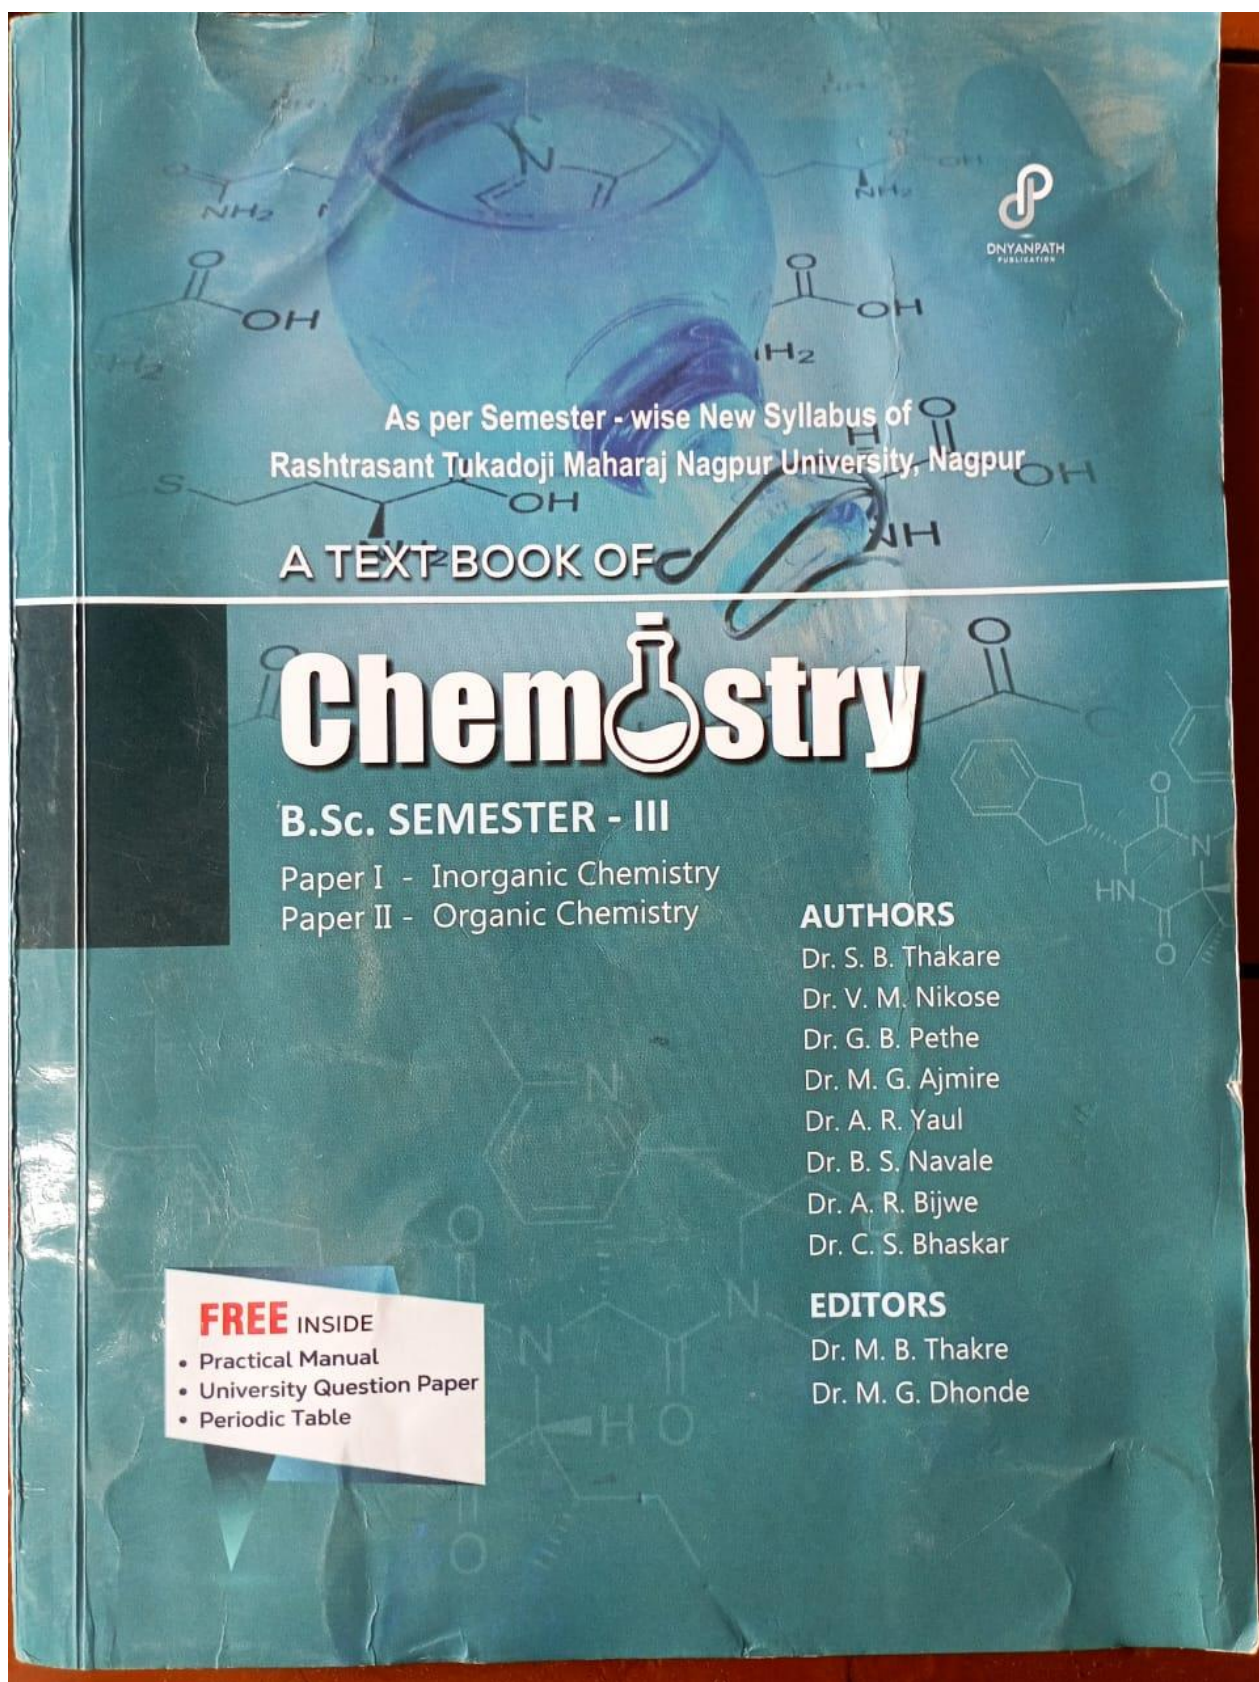 DNYANPATH
PUBLICATION
As per Semester - wise New Syllabus of
Rashtrasant Tukadoji Maharaj Nagpur University, Nagpur
A TEXT BOOK OF
Chemistry
B.Sc. SEMESTER - III
Paper I - Inorganic Chemistry
Paper II - Organic Chemistry
AUTHORS
Dr. S. B. Thakare
Dr. V. M. Nikose
Dr. G. B. Pethe
Dr. M. G. Ajmire
Dr. A. R. Yaul
Dr. B. S. Navale
Dr. A. R. Bijwe
Dr. C. S. Bhaskar
EDITORS
Dr. M. B. Thakre
Dr. M. G. Dhonde
FREE INSIDE
• Practical Manual
• University Question Paper
• Periodic Table